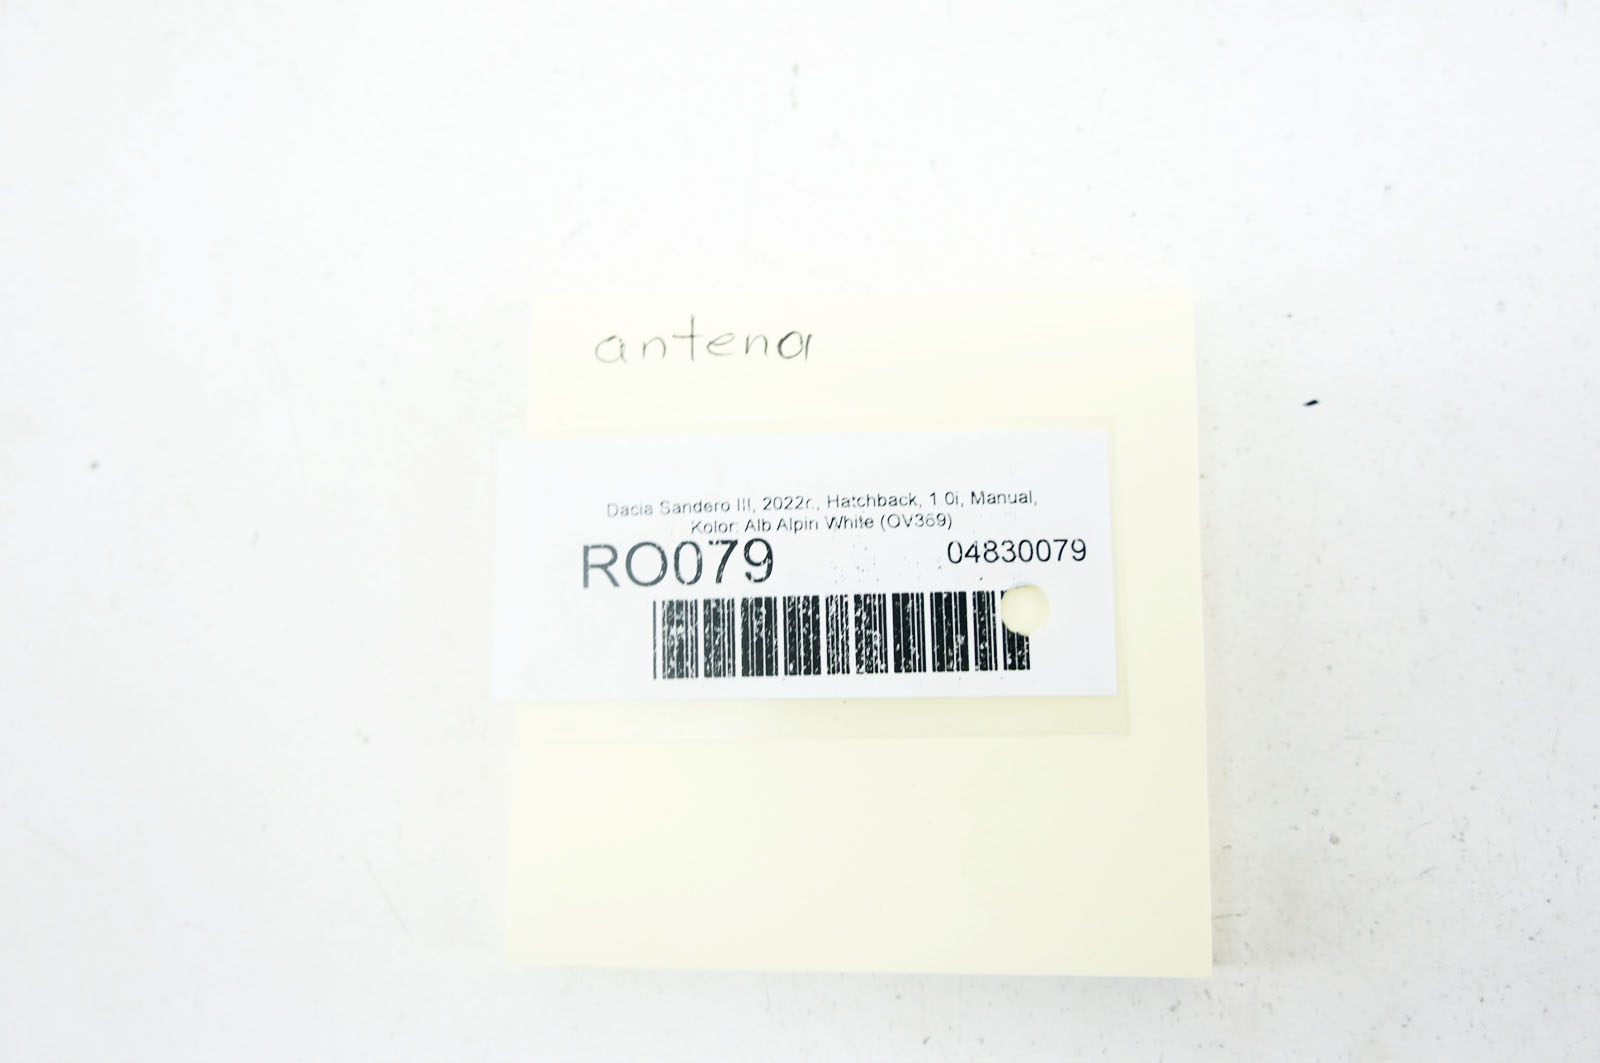 antena
Dacia Sandero III, 2022r., Hatchback, 1.0i, Manual,
Kolor: Alb Alpin White (OV369)
RO079
04830079